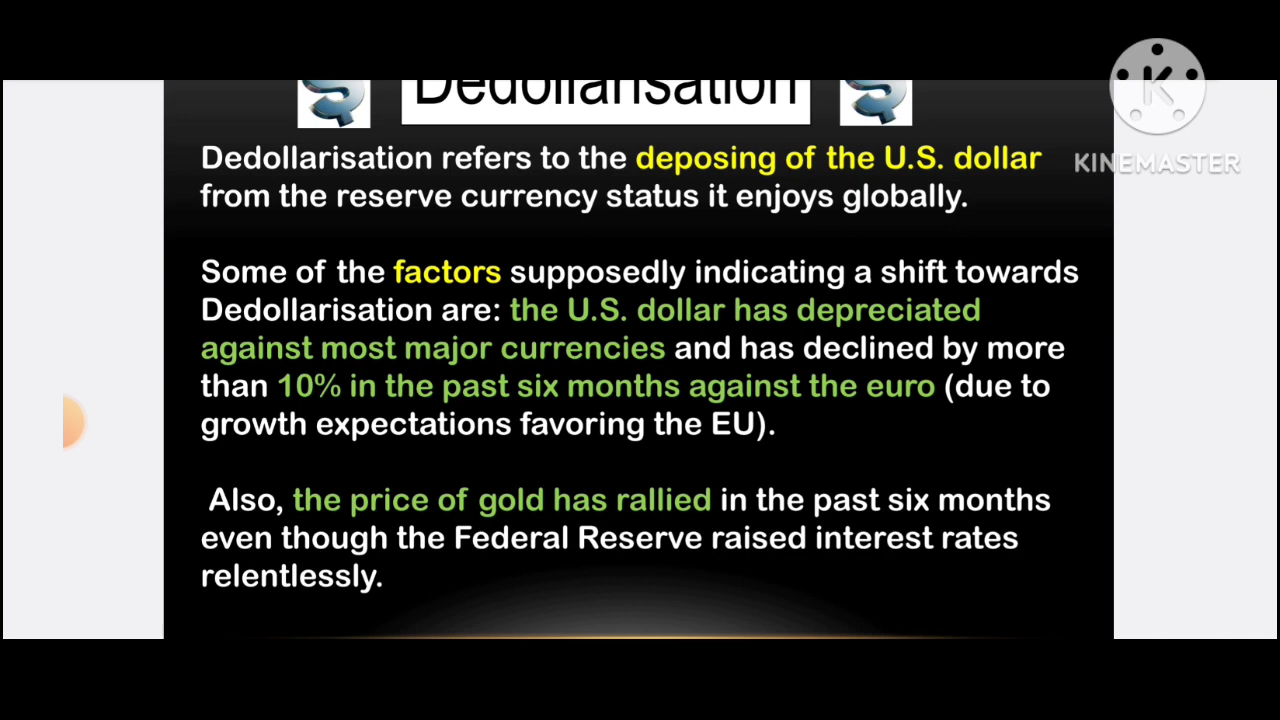 Dedollarisation
KINEMASTER
Dedollarisation refers to the deposing of the U.S. dollar
from the reserve currency status it enjoys globally.
Some of the factors supposedly indicating a shift towards
Dedollarisation are: the U.S. dollar has depreciated
against most major currencies and has declined by more
than 10% in the past six months against the euro (due to
growth expectations favoring the EU).
Also, the price of gold has rallied in the past six months
even though the Federal Reserve raised interest rates
relentlessly.